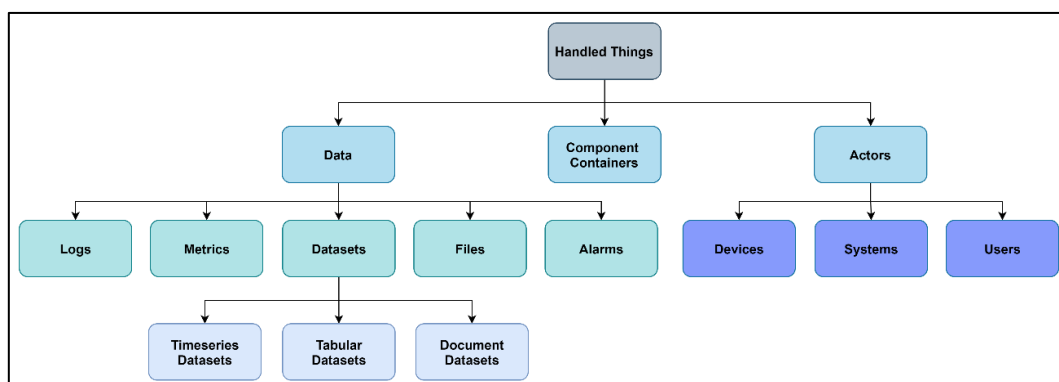 Handled Things
Data
Component
Containers
Actors
Logs
Metrics
Datasets
Files
Alarms
Devices
Systems
Users
Timeseries
Datasets
Tabular
Datasets
Document
Datasets